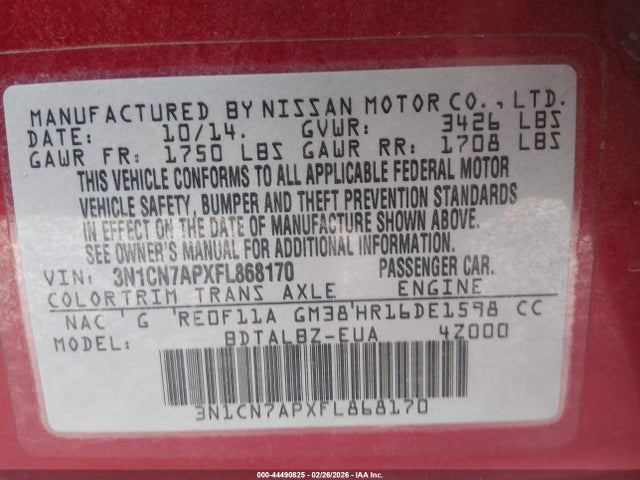 MANUFACTURED BY NISSAN MOTOR CO., LTD.
DATE: 10/14. GVWR: 3426 LBS
GAWR FR: 1750 LBS GAWR RR: 1708 LBS
THIS VEHICLE CONFORMS TO ALL APPLICABLE FEDERAL MOTOR
VEHICLE SAFETY, BUMPER AND THEFT PREVENTION STANDARDS
IN EFFECT ON THE DATE OF MANUFACTURE SHOWN ABOVE.
SEE OWNER'S MANUAL FOR ADDITIONAL INFORMATION.
VIN: 3N1CN7APXFL868170 PASSENGER CAR.
COLOR TRIM TRANS AXLE ENGINE
NAC G RE0F11A GM38 HR16DE1598 CC
MODEL: BDTALBZ-EUA 4Z000
3N1CN7APXFL868170
000-44490825 | 02/26/2026 - IAA Inc.